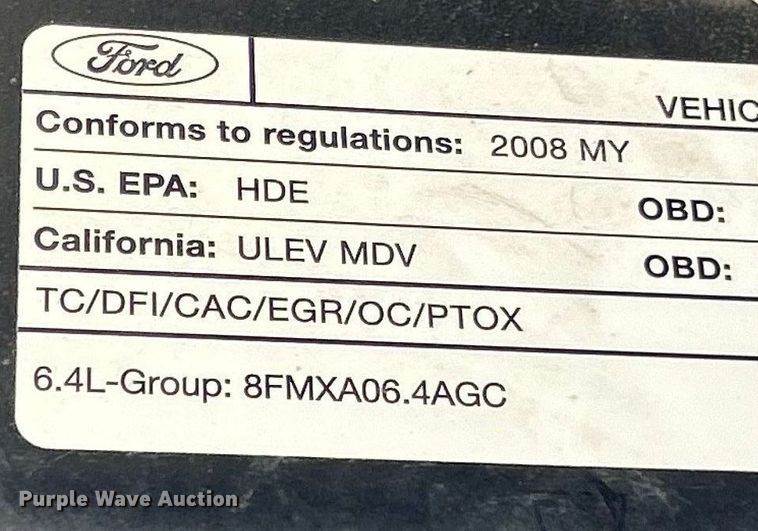 Ford
VEHIC
Conforms to regulations: 2008 MY
U.S. EPA: HDE OBD:
California: ULEV MDV OBD:
TC/DFI/CAC/EGR/OC/PTOX
6.4L-Group: 8FMXA06.4AGC
Purple Wave Auction